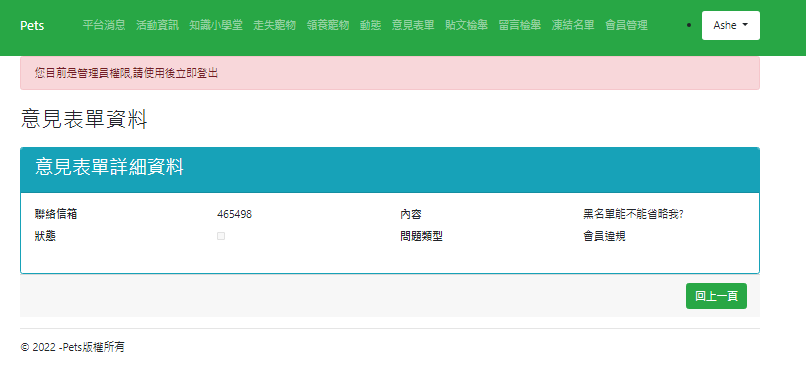 Pets 平台消息 活動資訊 知識小學堂 走失寵物 領養寵物 動態 意見表單 貼文檢舉 留言檢舉 凍結名單 會員管理 Ashe
您目前是管理員權限,請使用後立即登出
意見表單資料
意見表單詳細資料
聯絡信箱 465498 內容 黑名單能不能省略我?
狀態 問題類型 會員違規
回上一頁
© 2022 -Pets版權所有